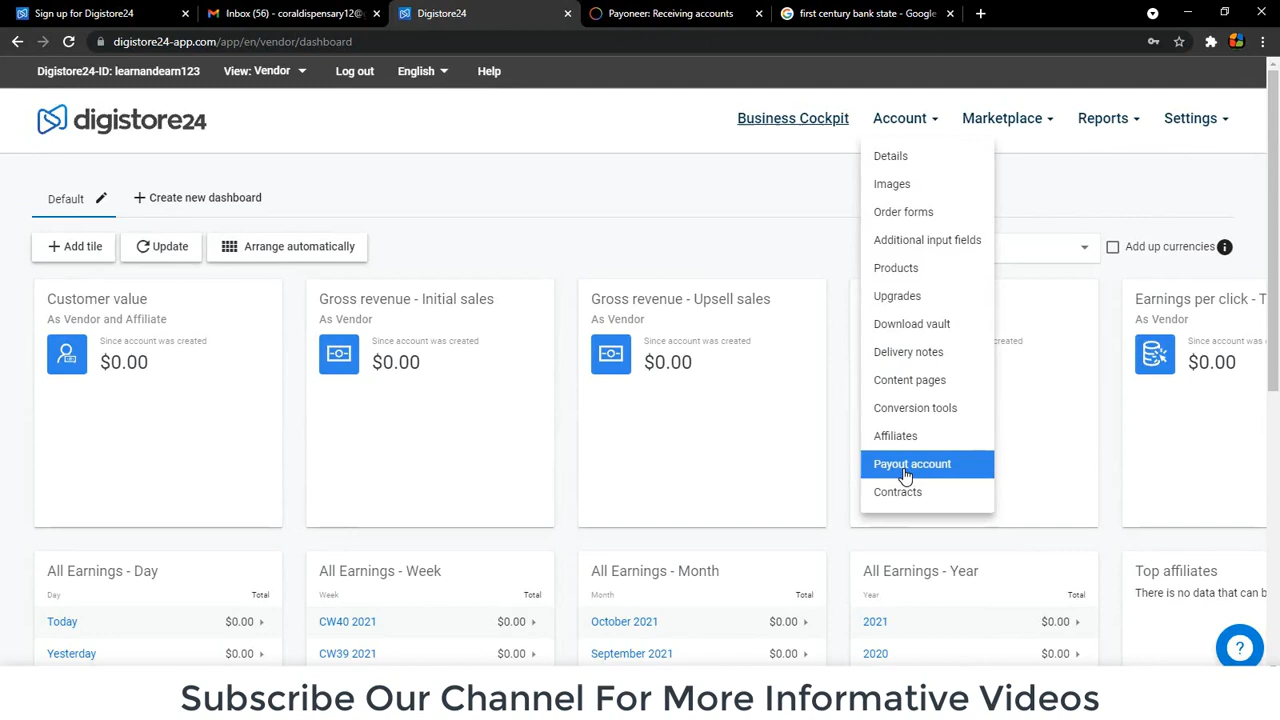 Sign up for Digistore24
Inbox (56) - coraldispensary12@
Digistore24
Payoneer: Receiving accounts
first century bank state - Google
digistore24-app.com/app/en/vendor/dashboard
Digistore24-ID: learnandearn123
View: Vendor
Log out
English
Help
digistore24
Business Cockpit
Account
Marketplace
Reports
Settings
Details
Images
Order forms
Additional input fields
Products
Upgrades
Download vault
Delivery notes
Content pages
Conversion tools
Affiliates
Payout account
Contracts
Default
Create new dashboard
Add tile
Update
Arrange automatically
Add up currencies
Customer value
As Vendor and Affiliate
Since account was created
$0.00
Gross revenue - Initial sales
As Vendor
Since account was created
$0.00
Gross revenue - Upsell sales
As Vendor
Since account was created
$0.00
created
Earnings per click - T
As Vendor
Since account was created
$0.00
All Earnings - Day
Day Total
Today $0.00
Yesterday $0.00
All Earnings - Week
Week Total
CW40 2021 $0.00
CW39 2021 $0.00
All Earnings - Month
Month Total
October 2021 $0.00
September 2021 $0.00
All Earnings - Year
Year Total
2021 $0.00
2020 $0.00
Top affiliates
There is no data that can b
Subscribe Our Channel For More Informative Videos